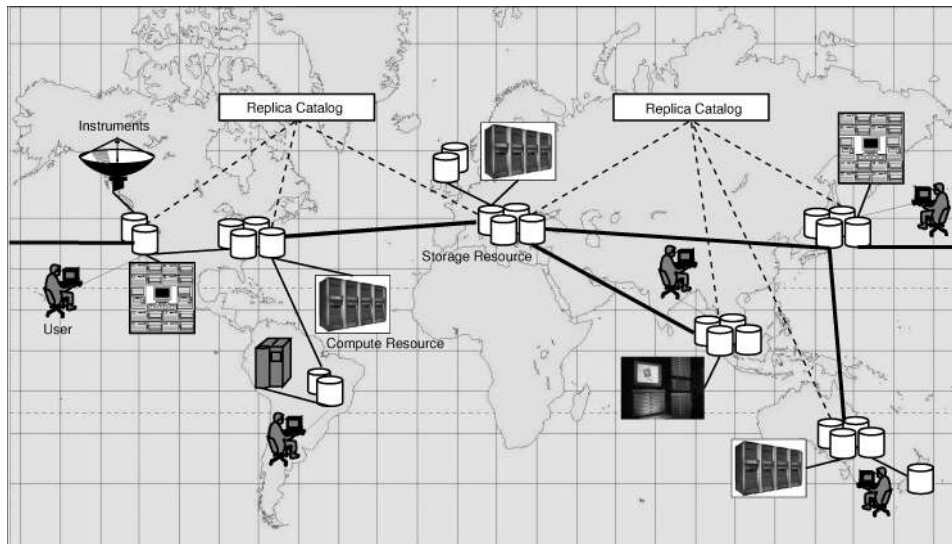 Replica Catalog
Replica Catalog
Instruments
Storage Resource
User
Compute Resource